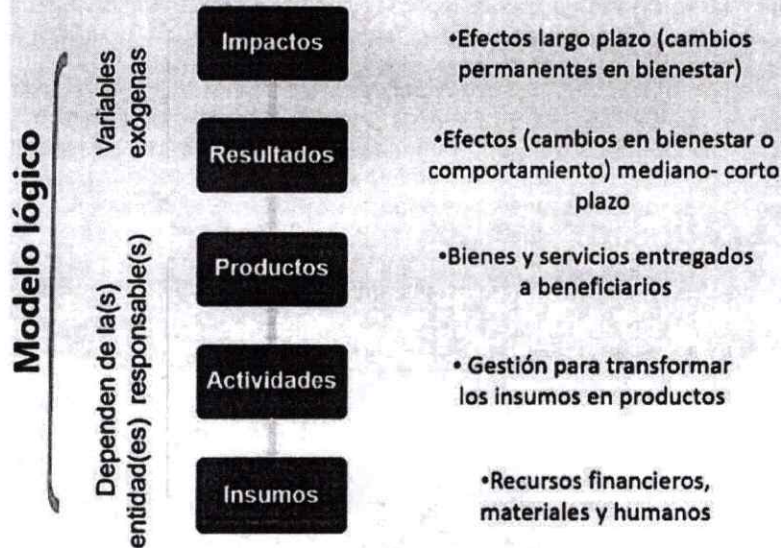 Modelo lógico
Variables
exógenas
Dependen de la(s)
entidad(es) responsable(s)
Impactos
•Efectos largo plazo (cambios
permanentes en bienestar)
Resultados
•Efectos (cambios en bienestar o
comportamiento) mediano- corto
plazo
Productos
•Bienes y servicios entregados
a beneficiarios
Actividades
• Gestión para transformar
los insumos en productos
Insumos
•Recursos financieros,
materiales y humanos